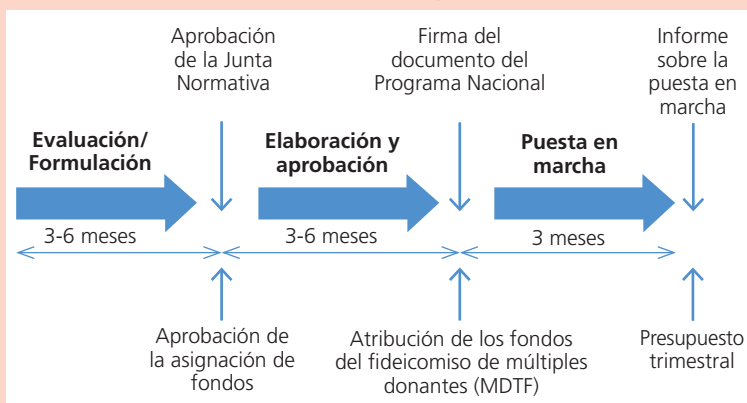 Aprobación
de la Junta
Normativa
Firma del
documento del
Programa Nacional
Informe
sobre la
puesta en
marcha
Evaluación/
Formulación
Elaboración y
aprobación
Puesta en
marcha
3-6 meses
3-6 meses
3 meses
Aprobación de
la asignación de
fondos
Atribución de los fondos
del fideicomiso de múltiples
donantes (MDTF)
Presupuesto
trimestral